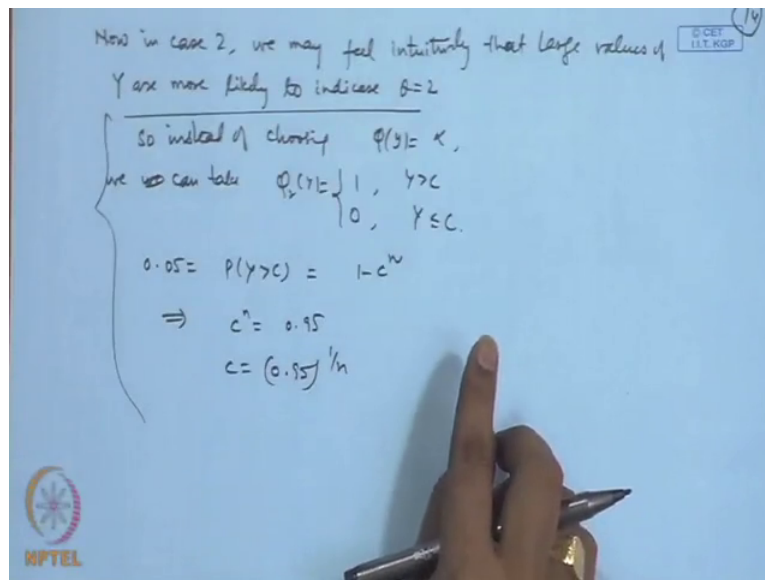 14
© CET
I.I.T. KGP
Now in case 2, we may feel intuitively that large values of
Y are more likely to indicate θ=2
So instead of choosing φ(y)= α,
we can take φ₂(Y)= { 1, Y>c
0, Y≤c.
0.05= P(Y>c) = 1-cⁿ
⇒ cⁿ= 0.95
c= (0.95)^1/n
NPTEL